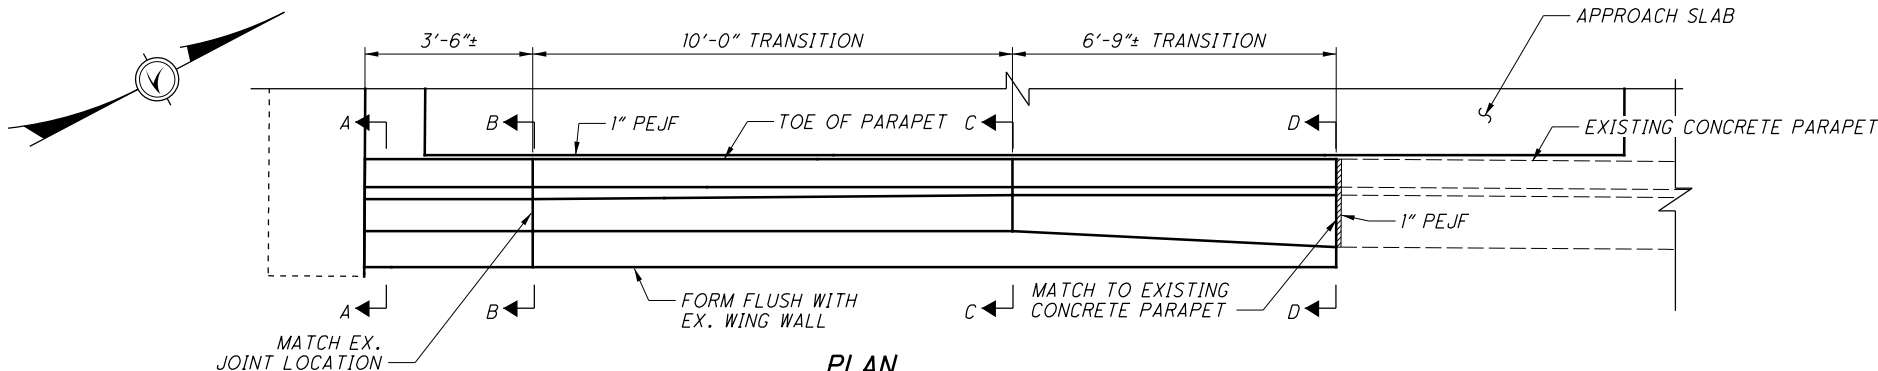 APPROACH SLAB
3'-6"±
10'-0" TRANSITION
6'-9"± TRANSITION
A
B
1" PEJF
TOE OF PARAPET
C
D
EXISTING CONCRETE PARAPET
1" PEJF
A
B
FORM FLUSH WITH
EX. WING WALL
C
MATCH TO EXISTING
CONCRETE PARAPET
D
MATCH EX.
JOINT LOCATION
PLAN